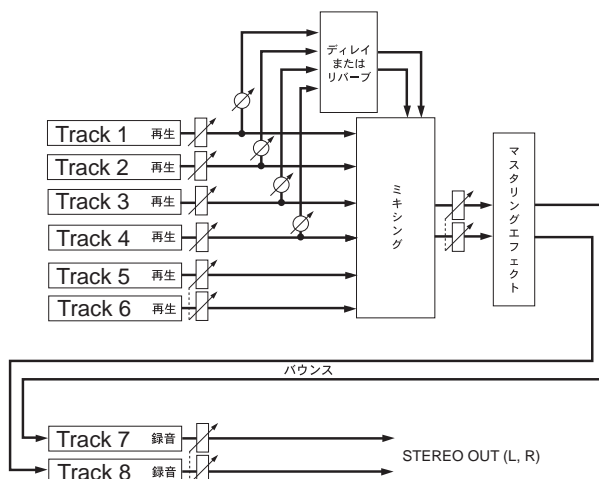 ディレイ
または
リバーブ
Track 1 再生
Track 2 再生
Track 3 再生
Track 4 再生
Track 5 再生
Track 6 再生
ミキシング
マスタリングエフェクト
バウンス
Track 7 録音
Track 8 録音
STEREO OUT (L, R)